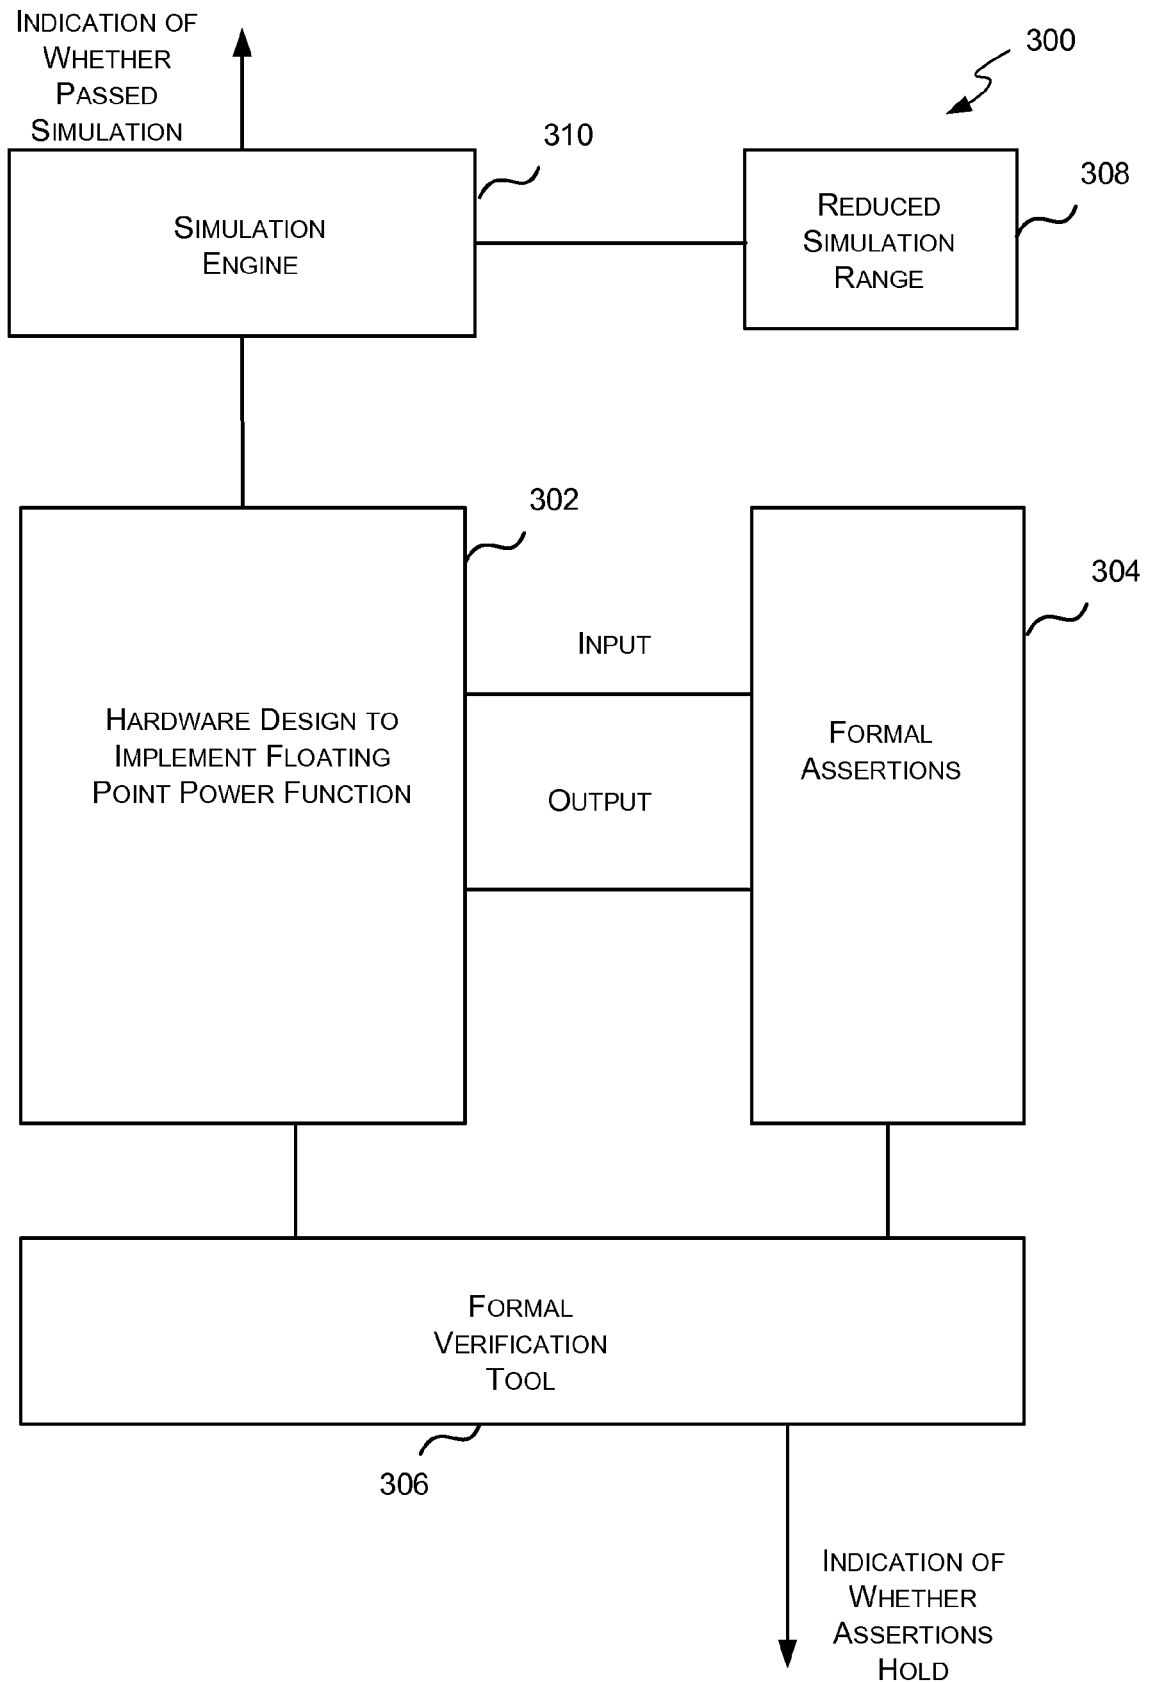 INDICATION OF
WHETHER
PASSED
SIMULATION
300
310
308
SIMULATION
ENGINE
REDUCED
SIMULATION
RANGE
302
304
INPUT
HARDWARE DESIGN TO
IMPLEMENT FLOATING
POINT POWER FUNCTION
FORMAL
ASSERTIONS
OUTPUT
FORMAL
VERIFICATION
TOOL
306
INDICATION OF
WHETHER
ASSERTIONS
HOLD